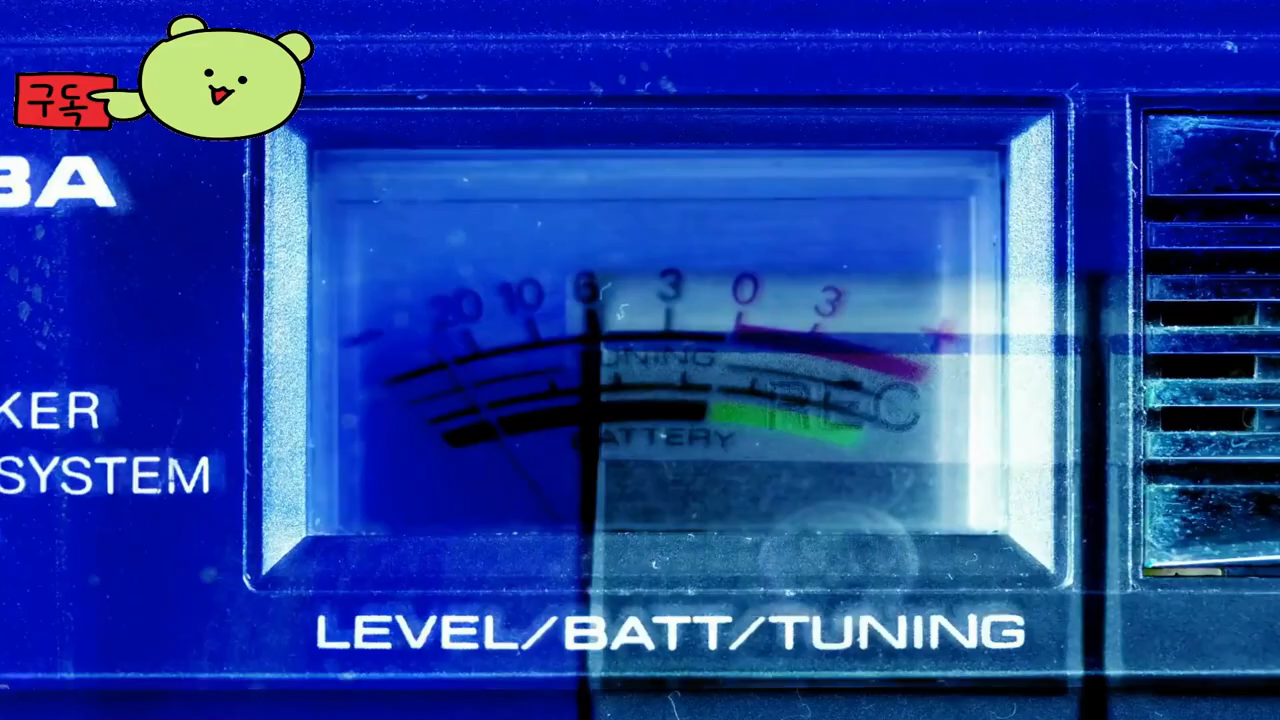 구독
BA
20 10 6 3 0 3 +
TUNING
REC
BATTERY
KER
SYSTEM
LEVEL/BATT/TUNING